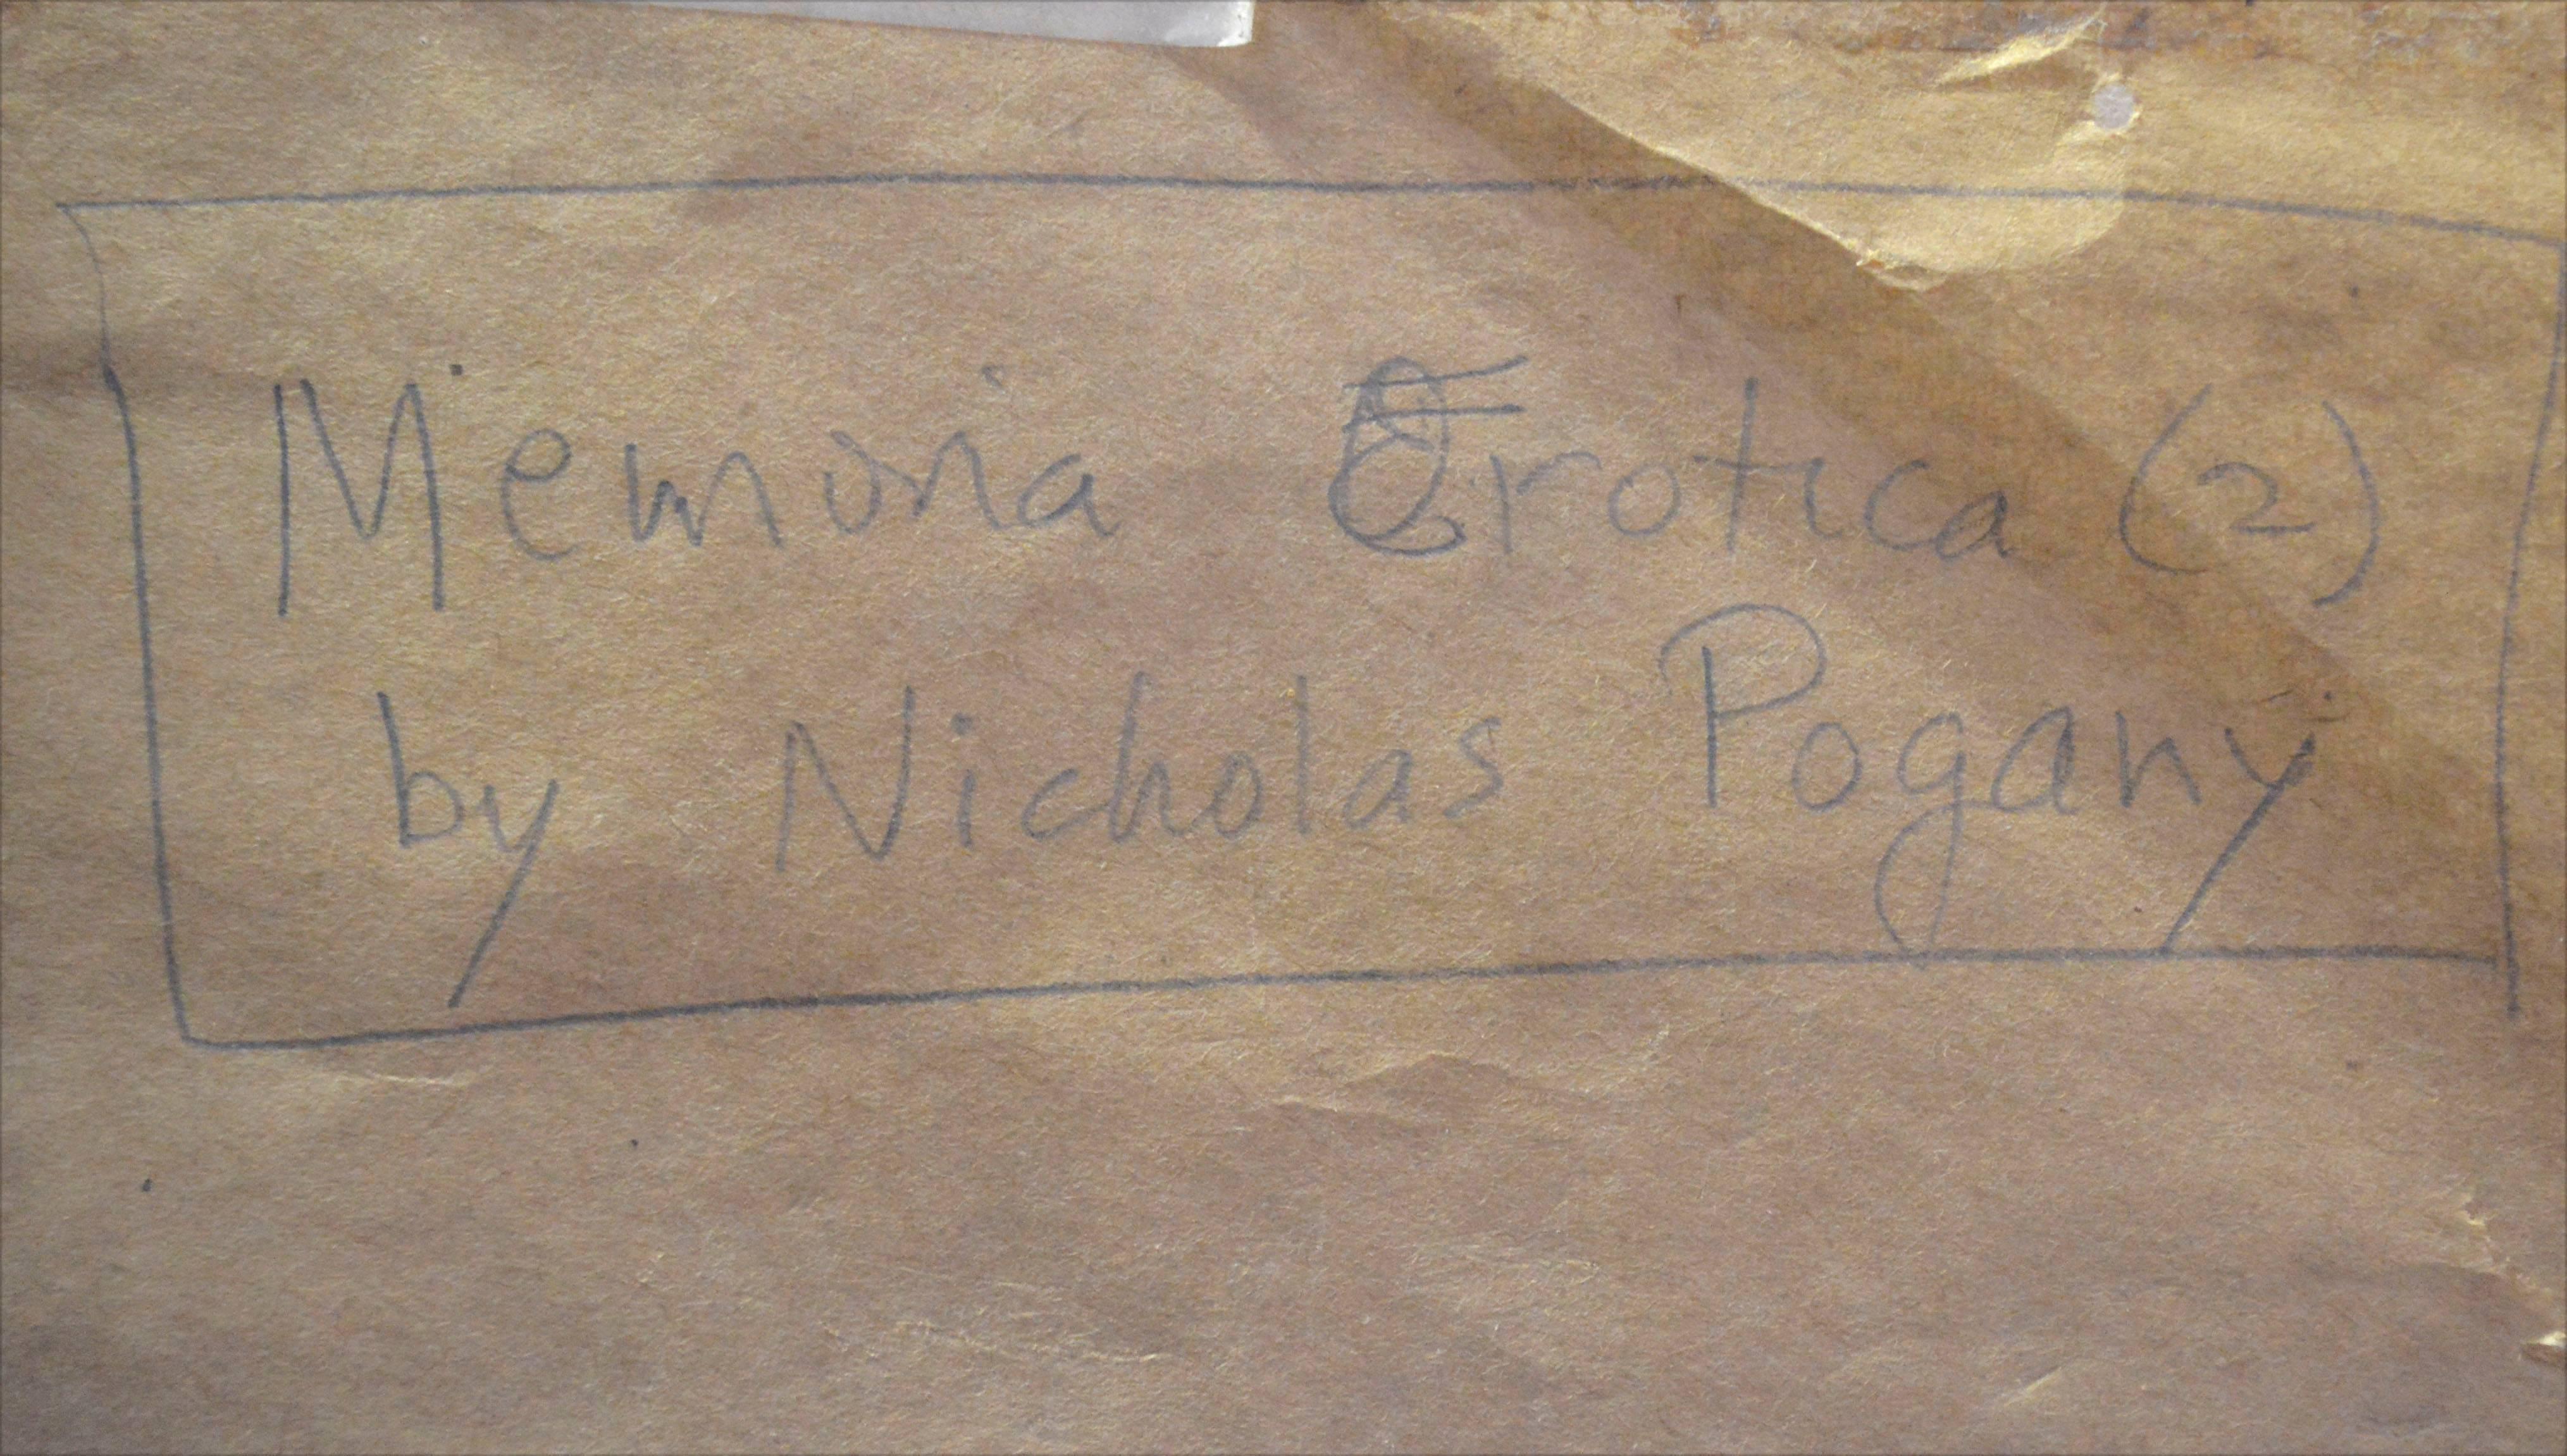 Memoria Erotica (2)
by Nicholas Pogany